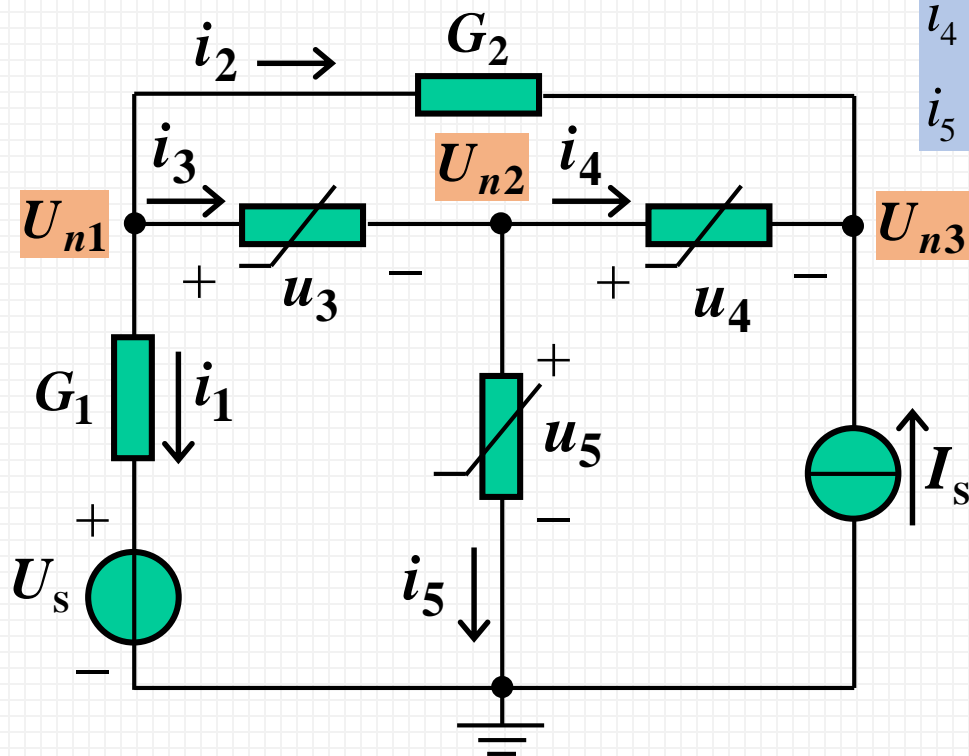 i₄
i₂ G₂
i₅
i₃ Uₙ₂ i₄
Uₙ₁ Uₙ₃
+ u₃ − + u₄ −
G₁ i₁ + u₅ −
+ Uₛ − i₅ Iₛ